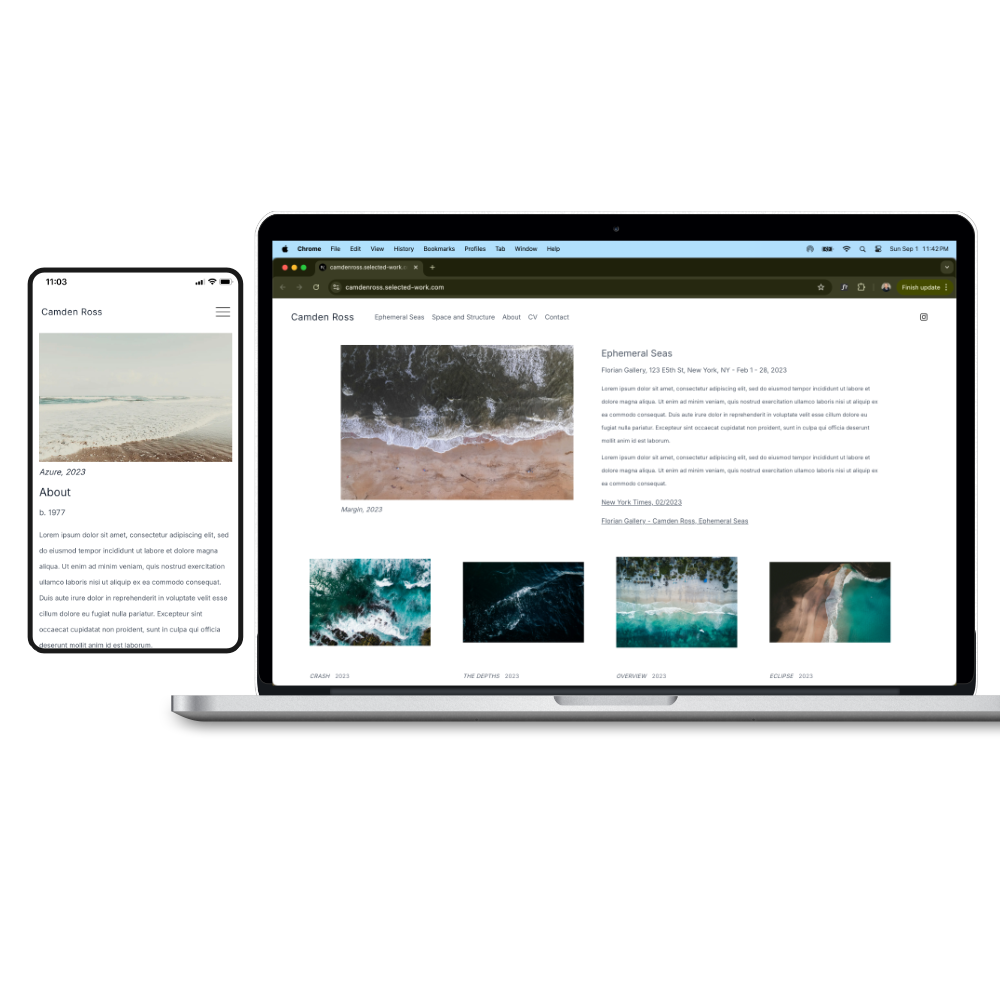 11:03
Camden Ross
Azure, 2023
About
b. 1977
Lorem ipsum dolor sit amet, consectetur adipiscing elit, sed
do eiusmod tempor incididunt ut labore et dolore magna
aliqua. Ut enim ad minim veniam, quis nostrud exercitation
ullamco laboris nisi ut aliquip ex ea commodo consequat.
Duis aute irure dolor in reprehenderit in voluptate velit esse
cillum dolore eu fugiat nulla pariatur. Excepteur sint
occaecat cupidatat non proident, sunt in culpa qui officia
deserunt mollit anim id est laborum.
Chrome File Edit View History Bookmarks Profiles Tab Window Help Sun Sep 1 11:42PM
camdenross.selected-work.c
camdenross.selected-work.com Finish update
Camden Ross Ephemeral Seas Space and Structure About CV Contact
Ephemeral Seas
Florian Gallery, 123 E5th St, New York, NY - Feb 1 - 28, 2023
Lorem ipsum dolor sit amet, consectetur adipiscing elit, sed do eiusmod tempor incididunt ut labore et
dolore magna aliqua. Ut enim ad minim veniam, quis nostrud exercitation ullamco laboris nisi ut aliquip ex
ea commodo consequat. Duis aute irure dolor in reprehenderit in voluptate velit esse cillum dolore eu
fugiat nulla pariatur. Excepteur sint occaecat cupidatat non proident, sunt in culpa qui officia deserunt
mollit anim id est laborum.
Lorem ipsum dolor sit amet, consectetur adipiscing elit, sed do eiusmod tempor incididunt ut labore et
dolore magna aliqua. Ut enim ad minim veniam, quis nostrud exercitation ullamco laboris nisi ut aliquip ex
ea commodo consequat.
New York Times, 02/2023
Florian Gallery - Camden Ross, Ephemeral Seas
Margin, 2023
CRASH 2023
THE DEPTHS 2023
OVERVIEW 2023
ECLIPSE 2023